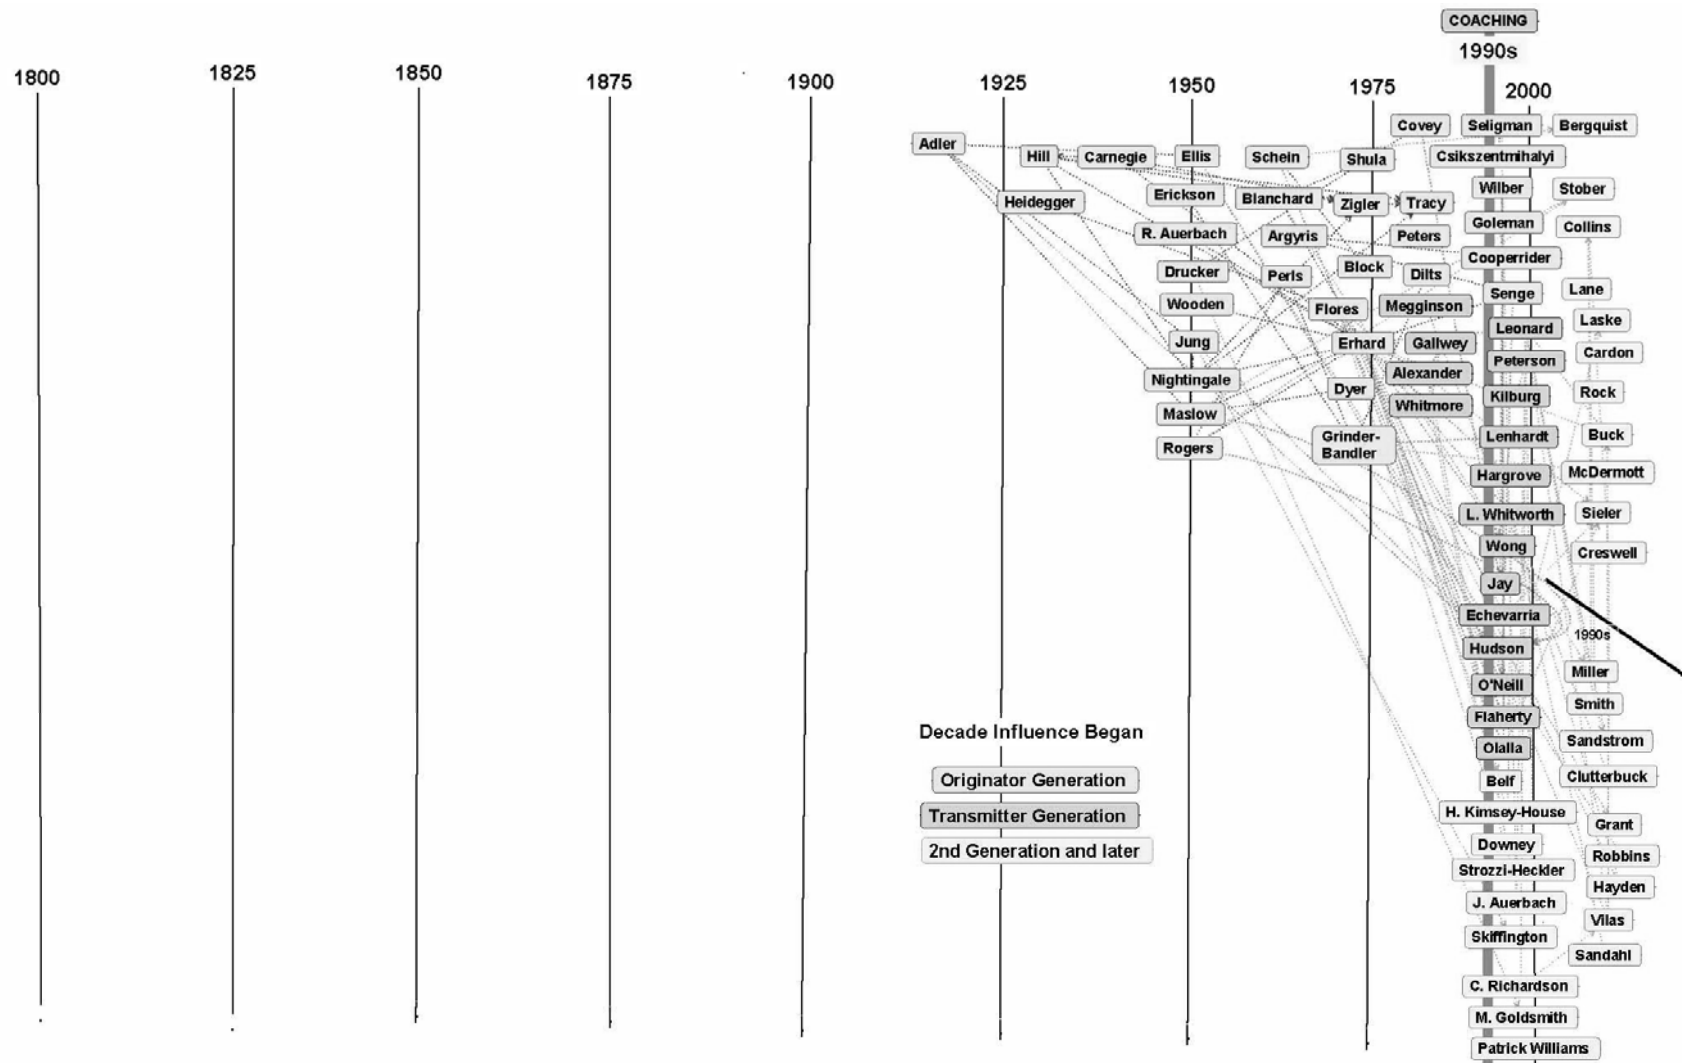 COACHING
1990s
1800
1825
1850
1875
1900
1925
1950
1975
2000
Adler
Hill
Carnegie
Ellis
Schein
Shula
Covey
Seligman
Bergquist
Csikszentmihalyi
Heidegger
Erickson
Blanchard
Zigler
Tracy
Wilber
Stober
R. Auerbach
Argyris
Peters
Goleman
Collins
Drucker
Perls
Block
Dilts
Cooperrider
Wooden
Flores
Megginson
Senge
Lane
Jung
Erhard
Gallwey
Leonard
Laske
Nightingale
Dyer
Alexander
Peterson
Cardon
Maslow
Whitmore
Kilburg
Rock
Rogers
Grinder-
Bandler
Lenhardt
Buck
Hargrove
McDermott
L. Whitworth
Sieler
Wong
Creswell
Jay
Echevarria
1990s
Hudson
Miller
O'Neill
Smith
Flaherty
Sandstrom
Olalla
Clutterbuck
Belf
H. Kimsey-House
Grant
Downey
Robbins
Strozzi-Heckler
Hayden
J. Auerbach
Vilas
Skiffington
Sandahl
C. Richardson
M. Goldsmith
Patrick Williams
Decade Influence Began
Originator Generation
Transmitter Generation
2nd Generation and later